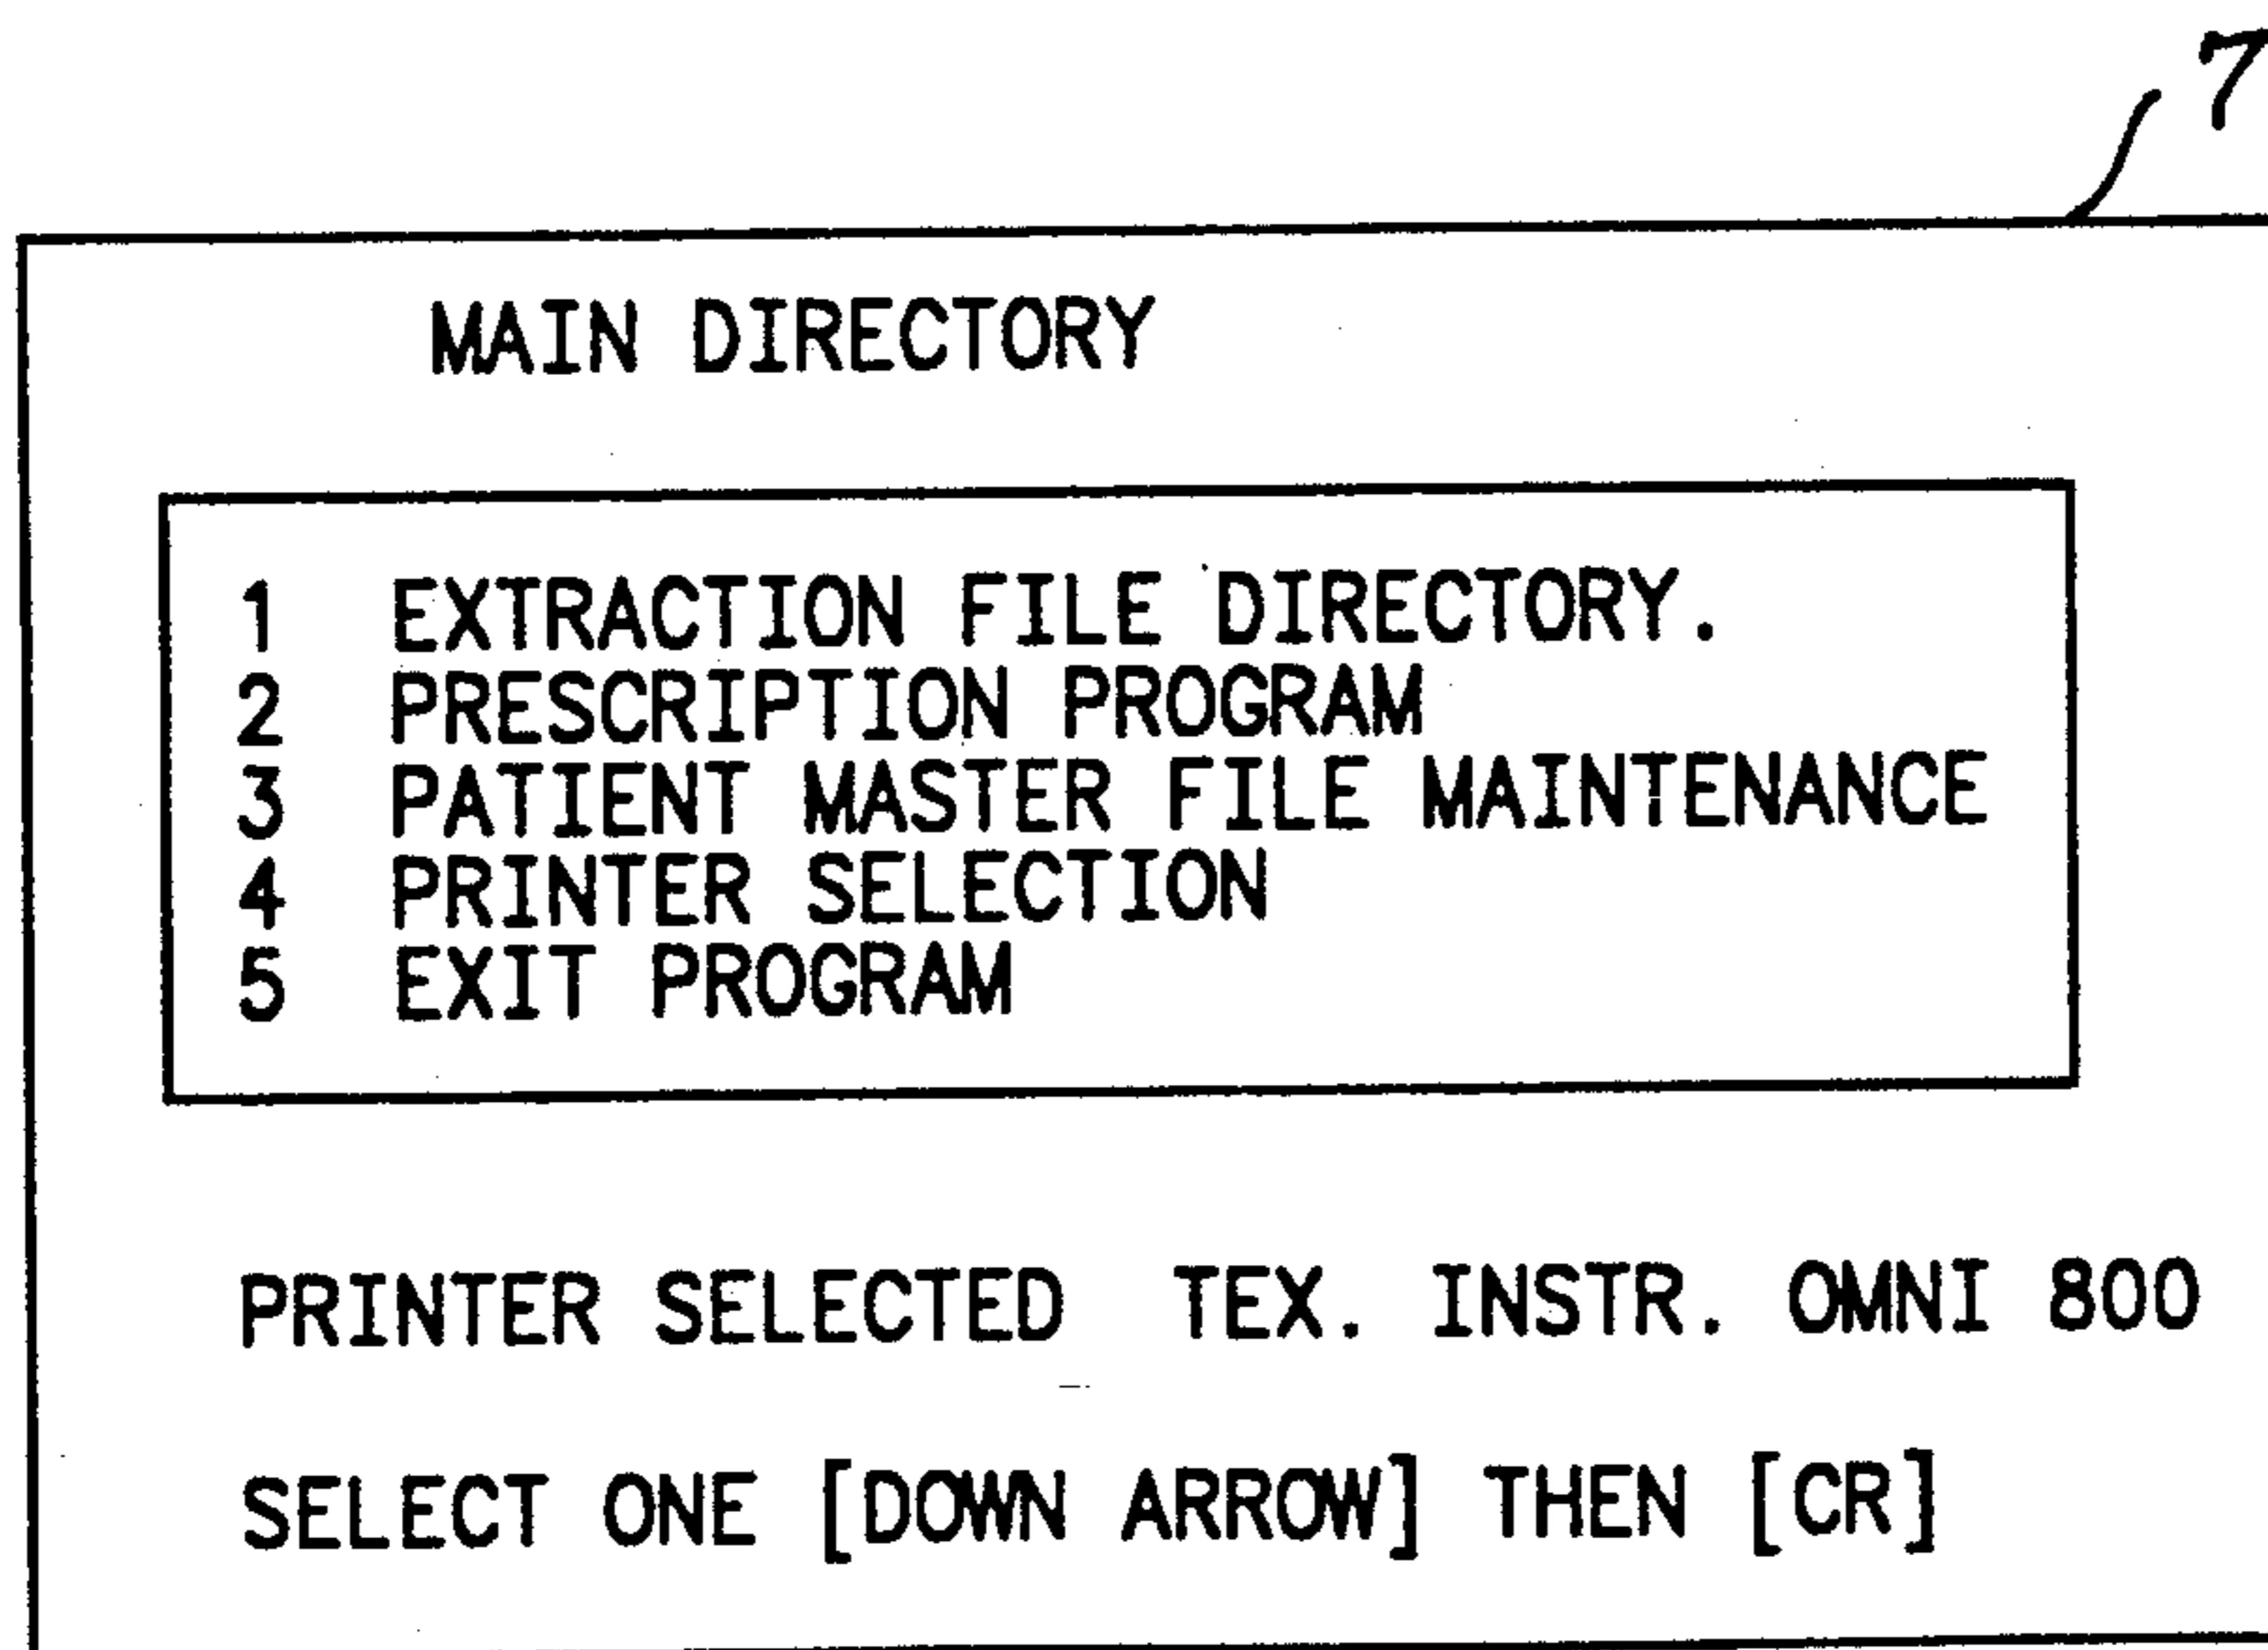 7
MAIN DIRECTORY
1 EXTRACTION FILE DIRECTORY.
2 PRESCRIPTION PROGRAM
3 PATIENT MASTER FILE MAINTENANCE
4 PRINTER SELECTION
5 EXIT PROGRAM
PRINTER SELECTED TEX. INSTR. OMNI 800
SELECT ONE [DOWN ARROW] THEN [CR]